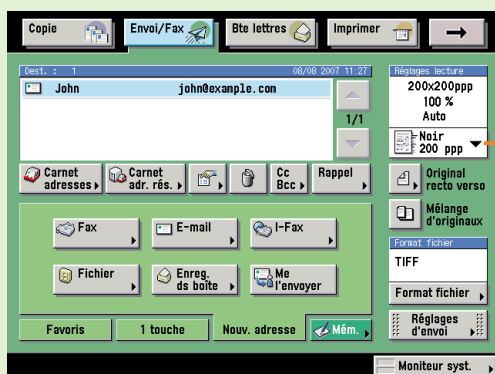 Copie
Envoi/Fax
Bte lettres
Imprimer
Dest. : 1
08/08 2007 11:27
John
john@example.com
1/1
Carnet
adresses
Carnet
adr. rés.
Cc
Bcc
Rappel
Fax
E-mail
I-Fax
Fichier
Enreg.
ds boîte
Me
l'envoyer
Favoris
1 touche
Nouv. adresse
Mém.
Réglages lecture
200x200ppp
100 %
Auto
Noir
200 ppp
Original
recto verso
Mélange
d'originaux
Format fichier
TIFF
Format fichier
Réglages
d'envoi
Moniteur syst.